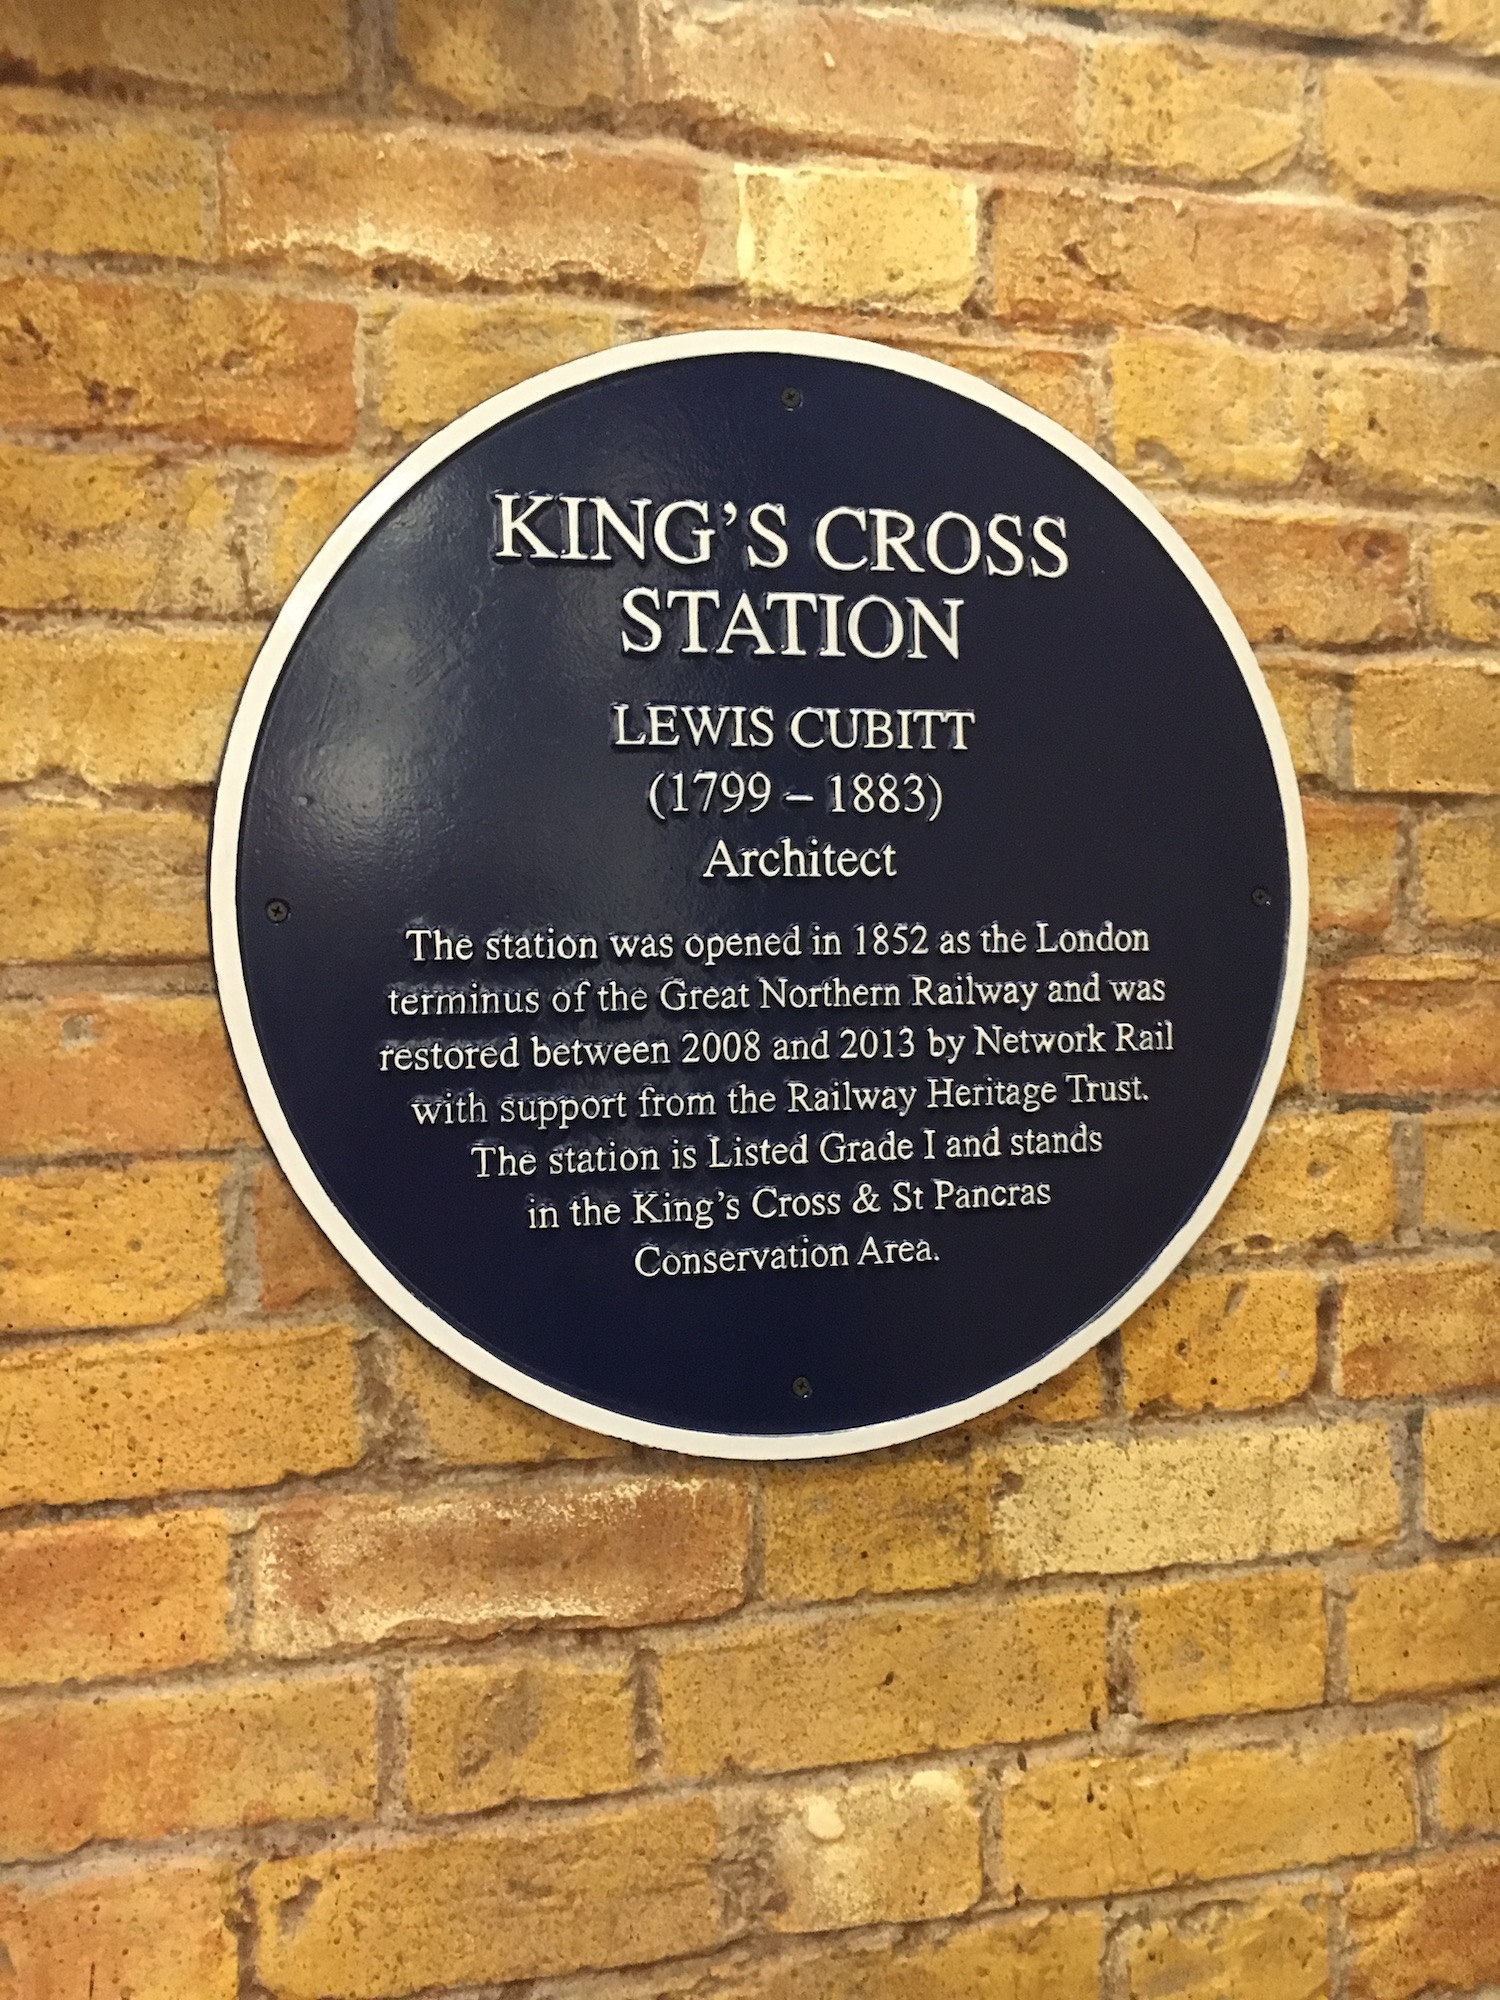 KING’S CROSS
STATION
LEWIS CUBITT
(1799 – 1883)
Architect
The station was opened in 1852 as the London
terminus of the Great Northern Railway and was
restored between 2008 and 2013 by Network Rail
with support from the Railway Heritage Trust.
The station is Listed Grade I and stands
in the King’s Cross & St Pancras
Conservation Area.